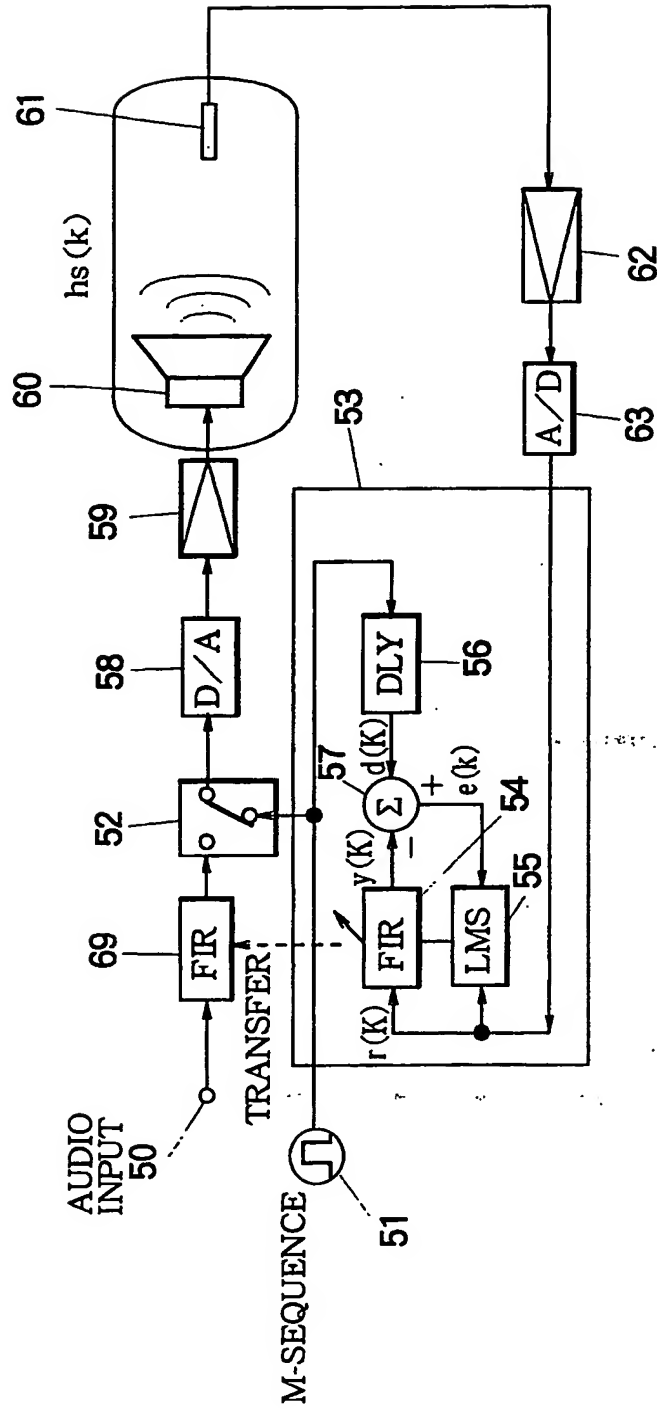 AUDIO
INPUT
50
69
FIR
TRANSFER
52
58
D/A
59
60
hs(k)
61
M-SEQUENCE
51
53
r(K)
FIR
y(K)
57
Σ
d(K)
DLY
56
+
−
e(k)
54
LMS
55
A/D
63
62